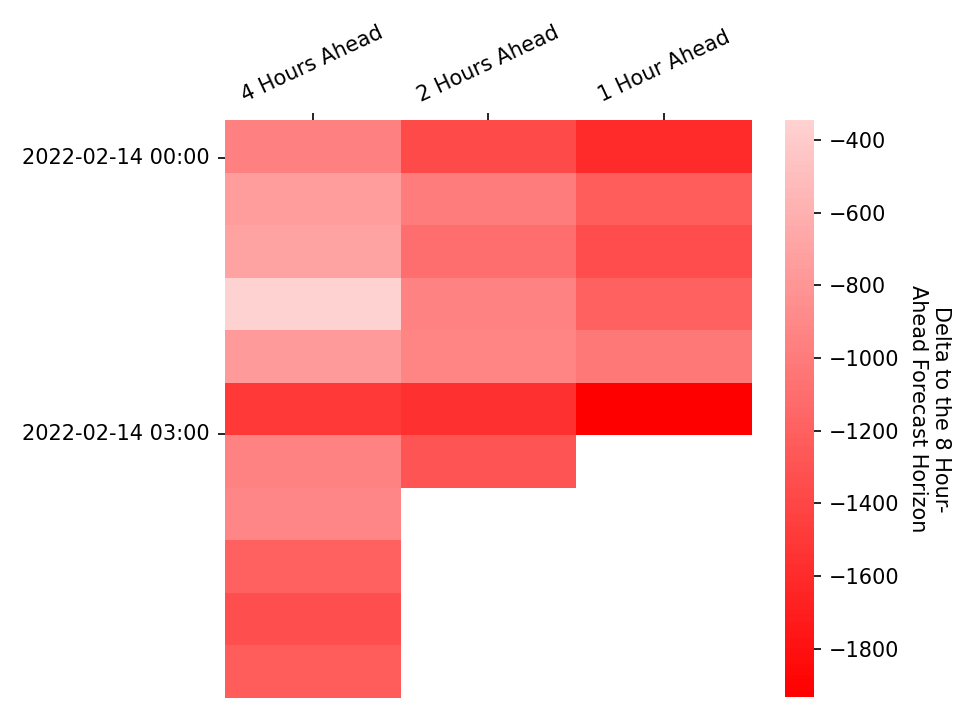 4 Hours Ahead
2 Hours Ahead
1 Hour Ahead
2022-02-14 00:00
2022-02-14 03:00
−400
−600
−800
−1000
−1200
−1400
−1600
−1800
Delta to the 8 Hour-
Ahead Forecast Horizon